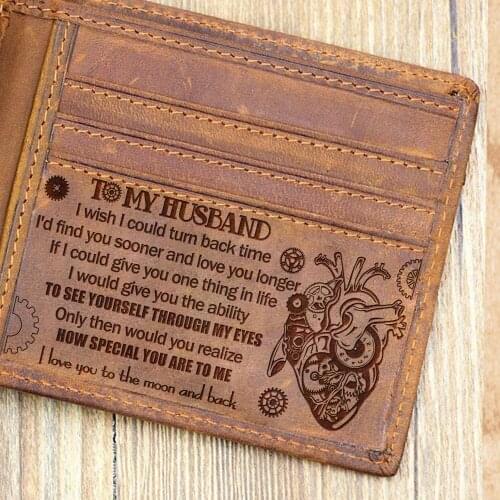 TO MY HUSBAND
I wish I could turn back time
I'd find you sooner and love you longer
If I could give you one thing in life
I would give you the ability
TO SEE YOURSELF THROUGH MY EYES
Only then would you realize
HOW SPECIAL YOU ARE TO ME
I love you to the moon and back